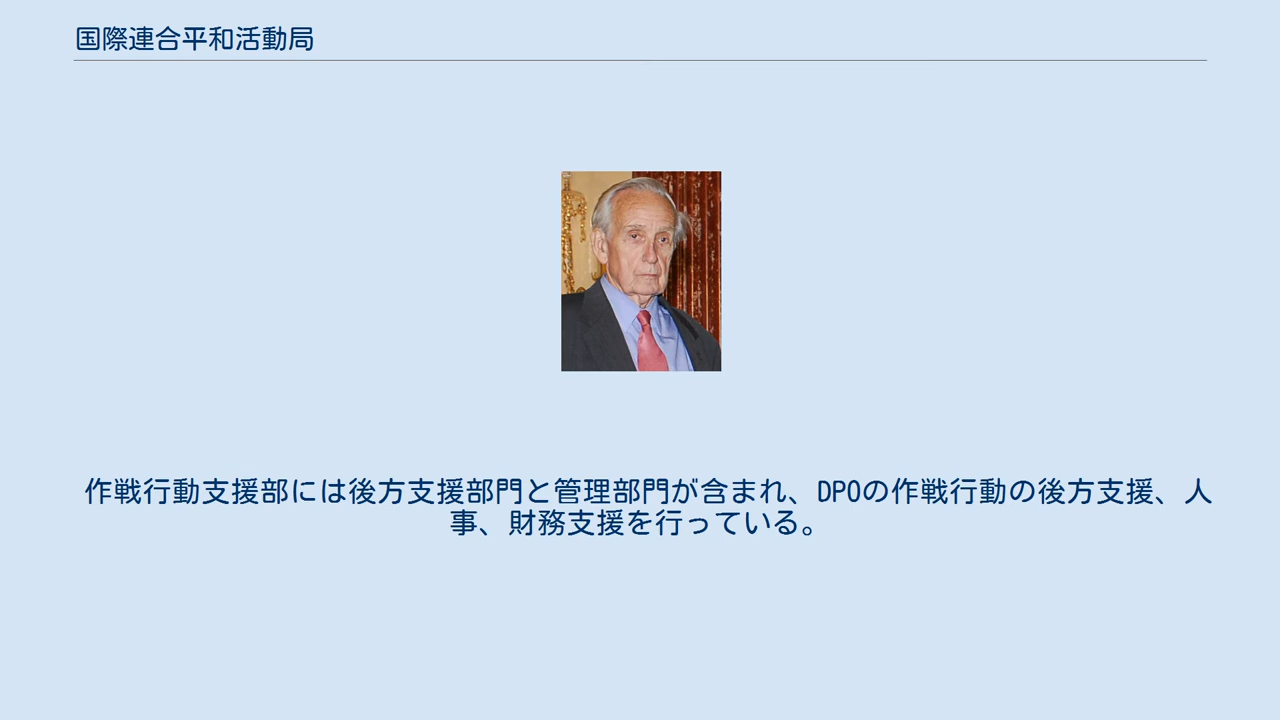 国際連合平和活動局
作戦行動支援部には後方支援部門と管理部門が含まれ、DPOの作戦行動の後方支援、人
事、財務支援を行っている。